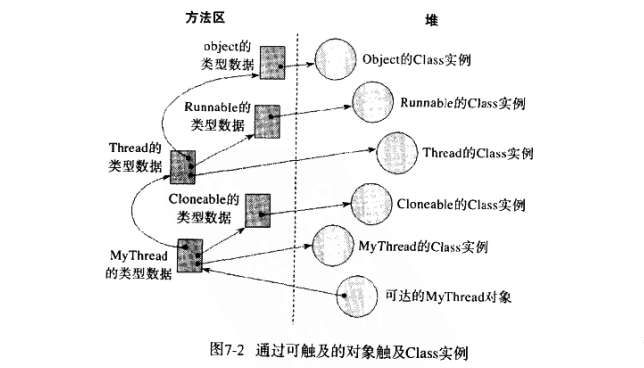 方法区
堆
object的
类型数据
Object的Class实例
Runnable的
类型数据
Runnable的Class实例
Thread的
类型数据
Thread的Class实例
Cloneable的
类型数据
Cloneable的Class实例
MyThread
的类型数据
MyThread的Class实例
可达的MyThread对象
图7-2 通过可触及的对象触及Class实例